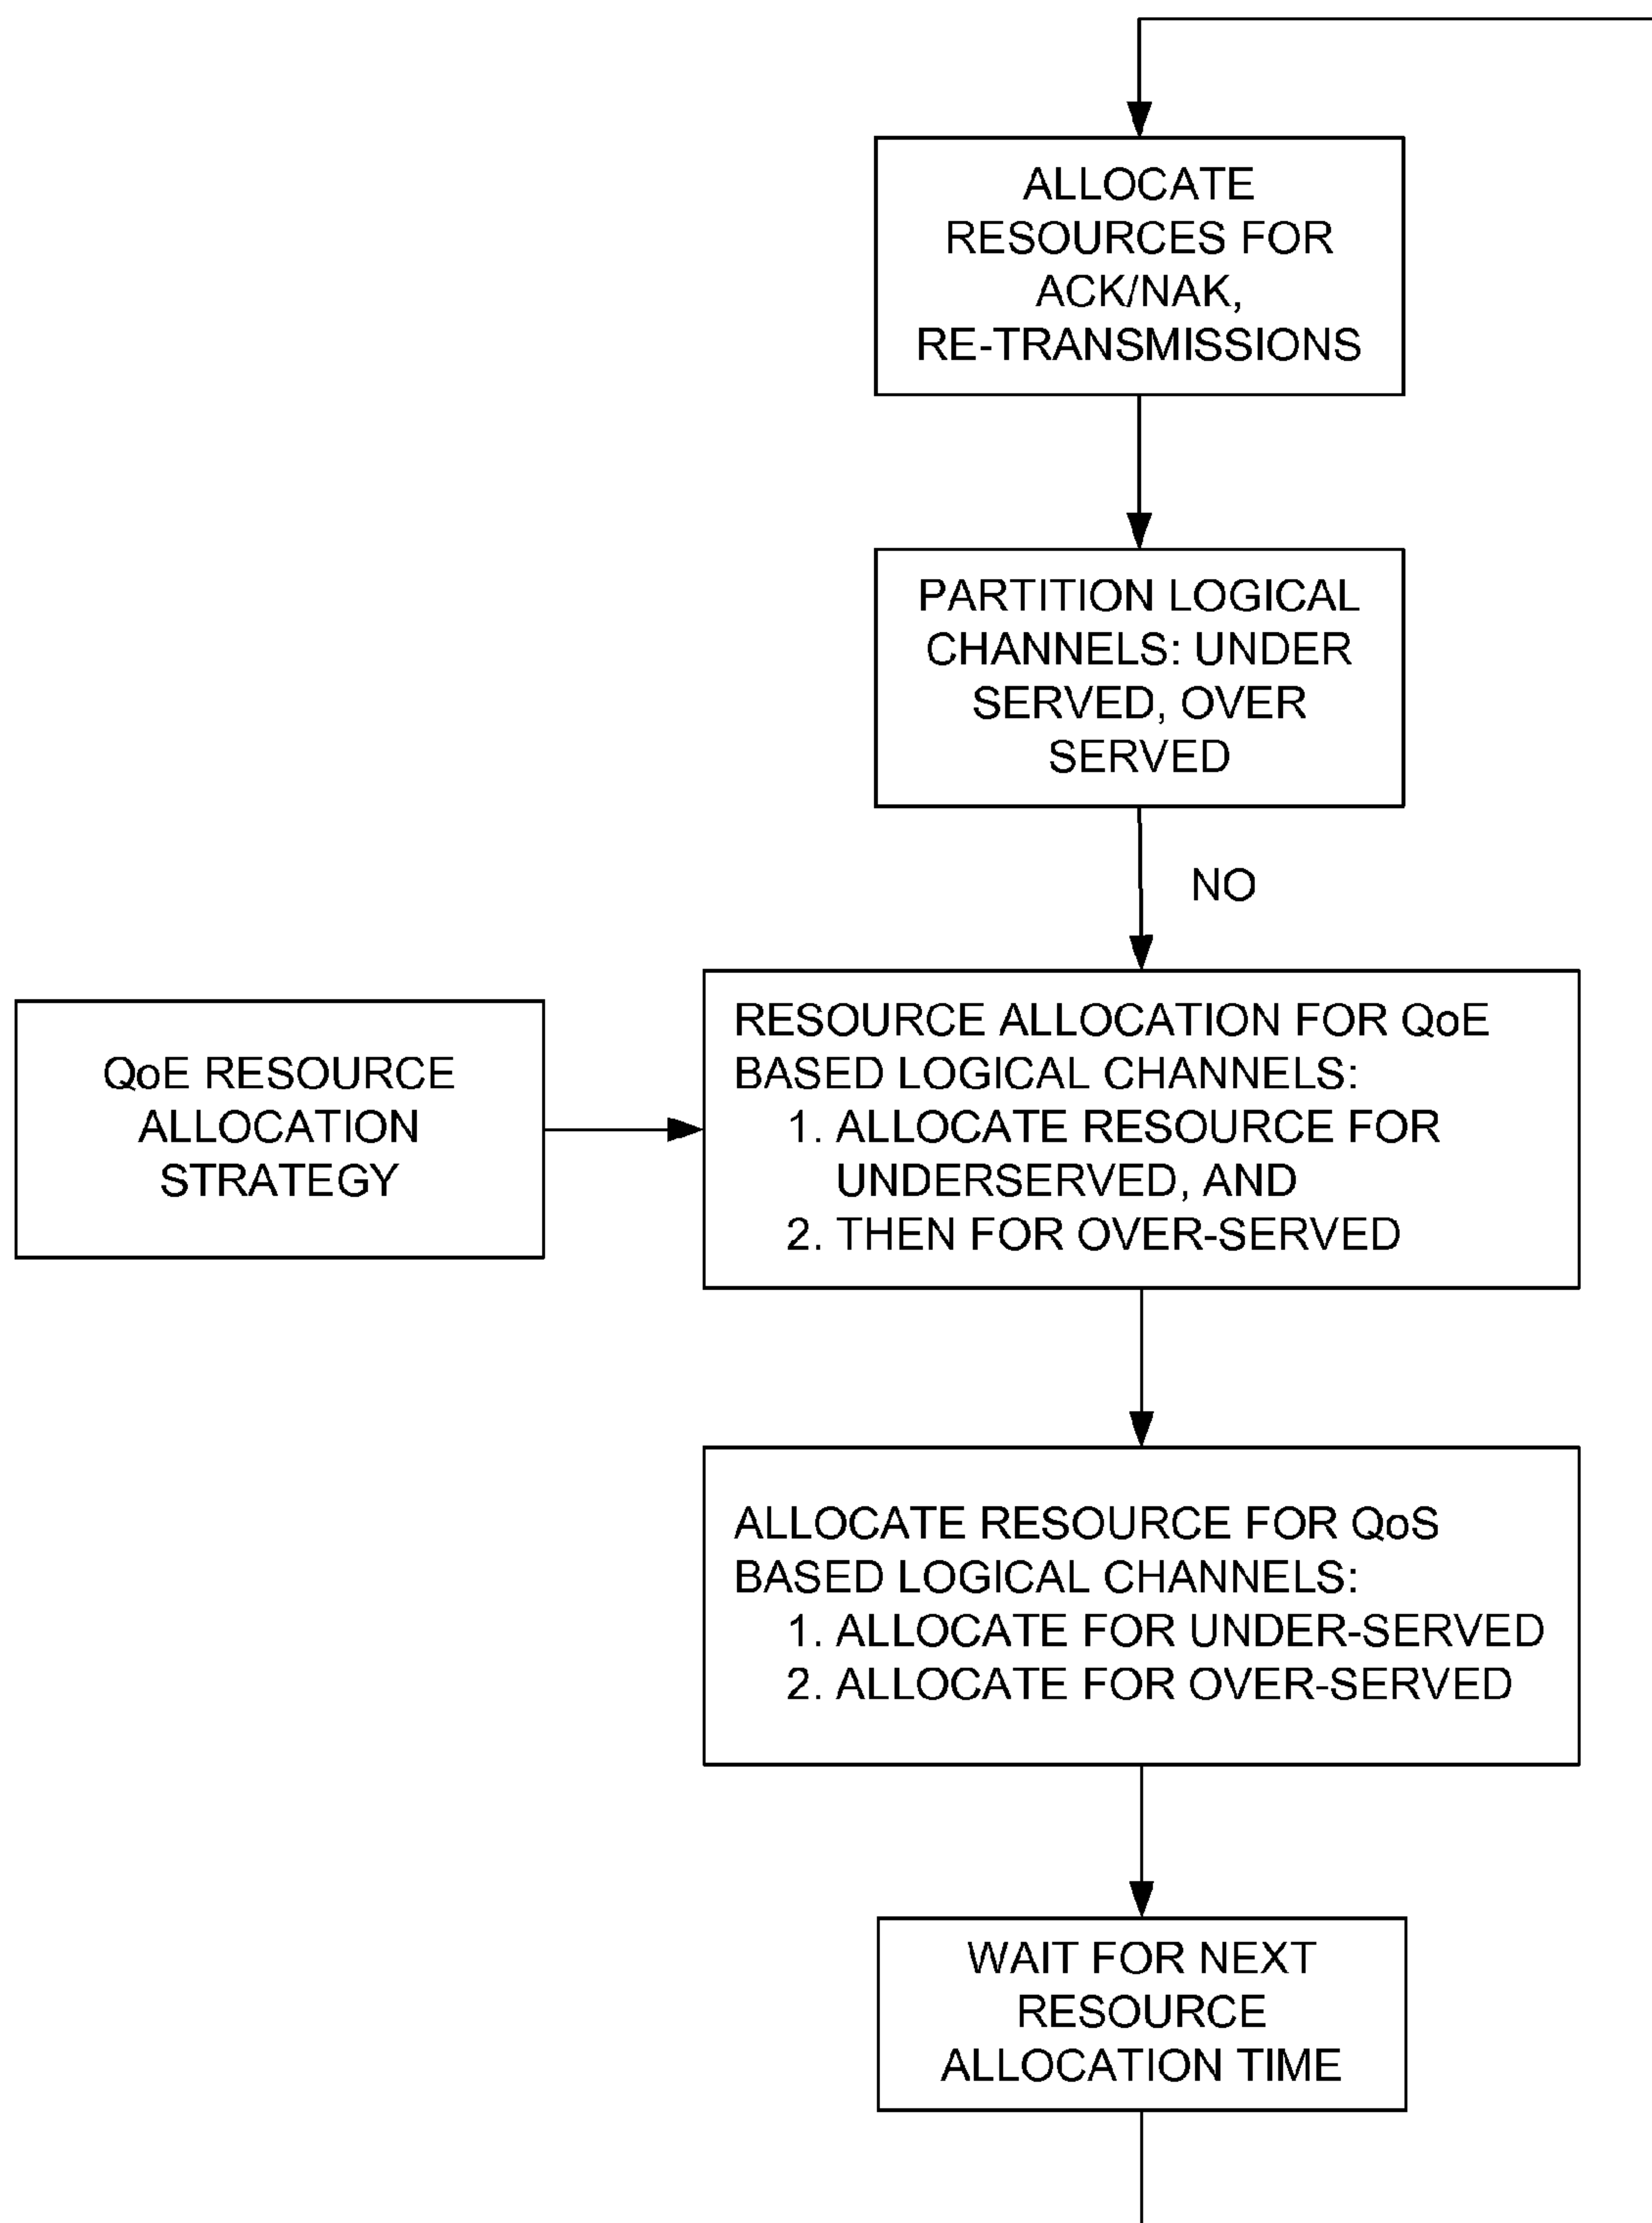 ALLOCATE
RESOURCES FOR
ACK/NAK,
RE-TRANSMISSIONS
PARTITION LOGICAL
CHANNELS: UNDER
SERVED, OVER
SERVED
NO
QoE RESOURCE
ALLOCATION
STRATEGY
RESOURCE ALLOCATION FOR QoE
BASED LOGICAL CHANNELS:
1. ALLOCATE RESOURCE FOR
UNDERSERVED, AND
2. THEN FOR OVER-SERVED
ALLOCATE RESOURCE FOR QoS
BASED LOGICAL CHANNELS:
1. ALLOCATE FOR UNDER-SERVED
2. ALLOCATE FOR OVER-SERVED
WAIT FOR NEXT
RESOURCE
ALLOCATION TIME